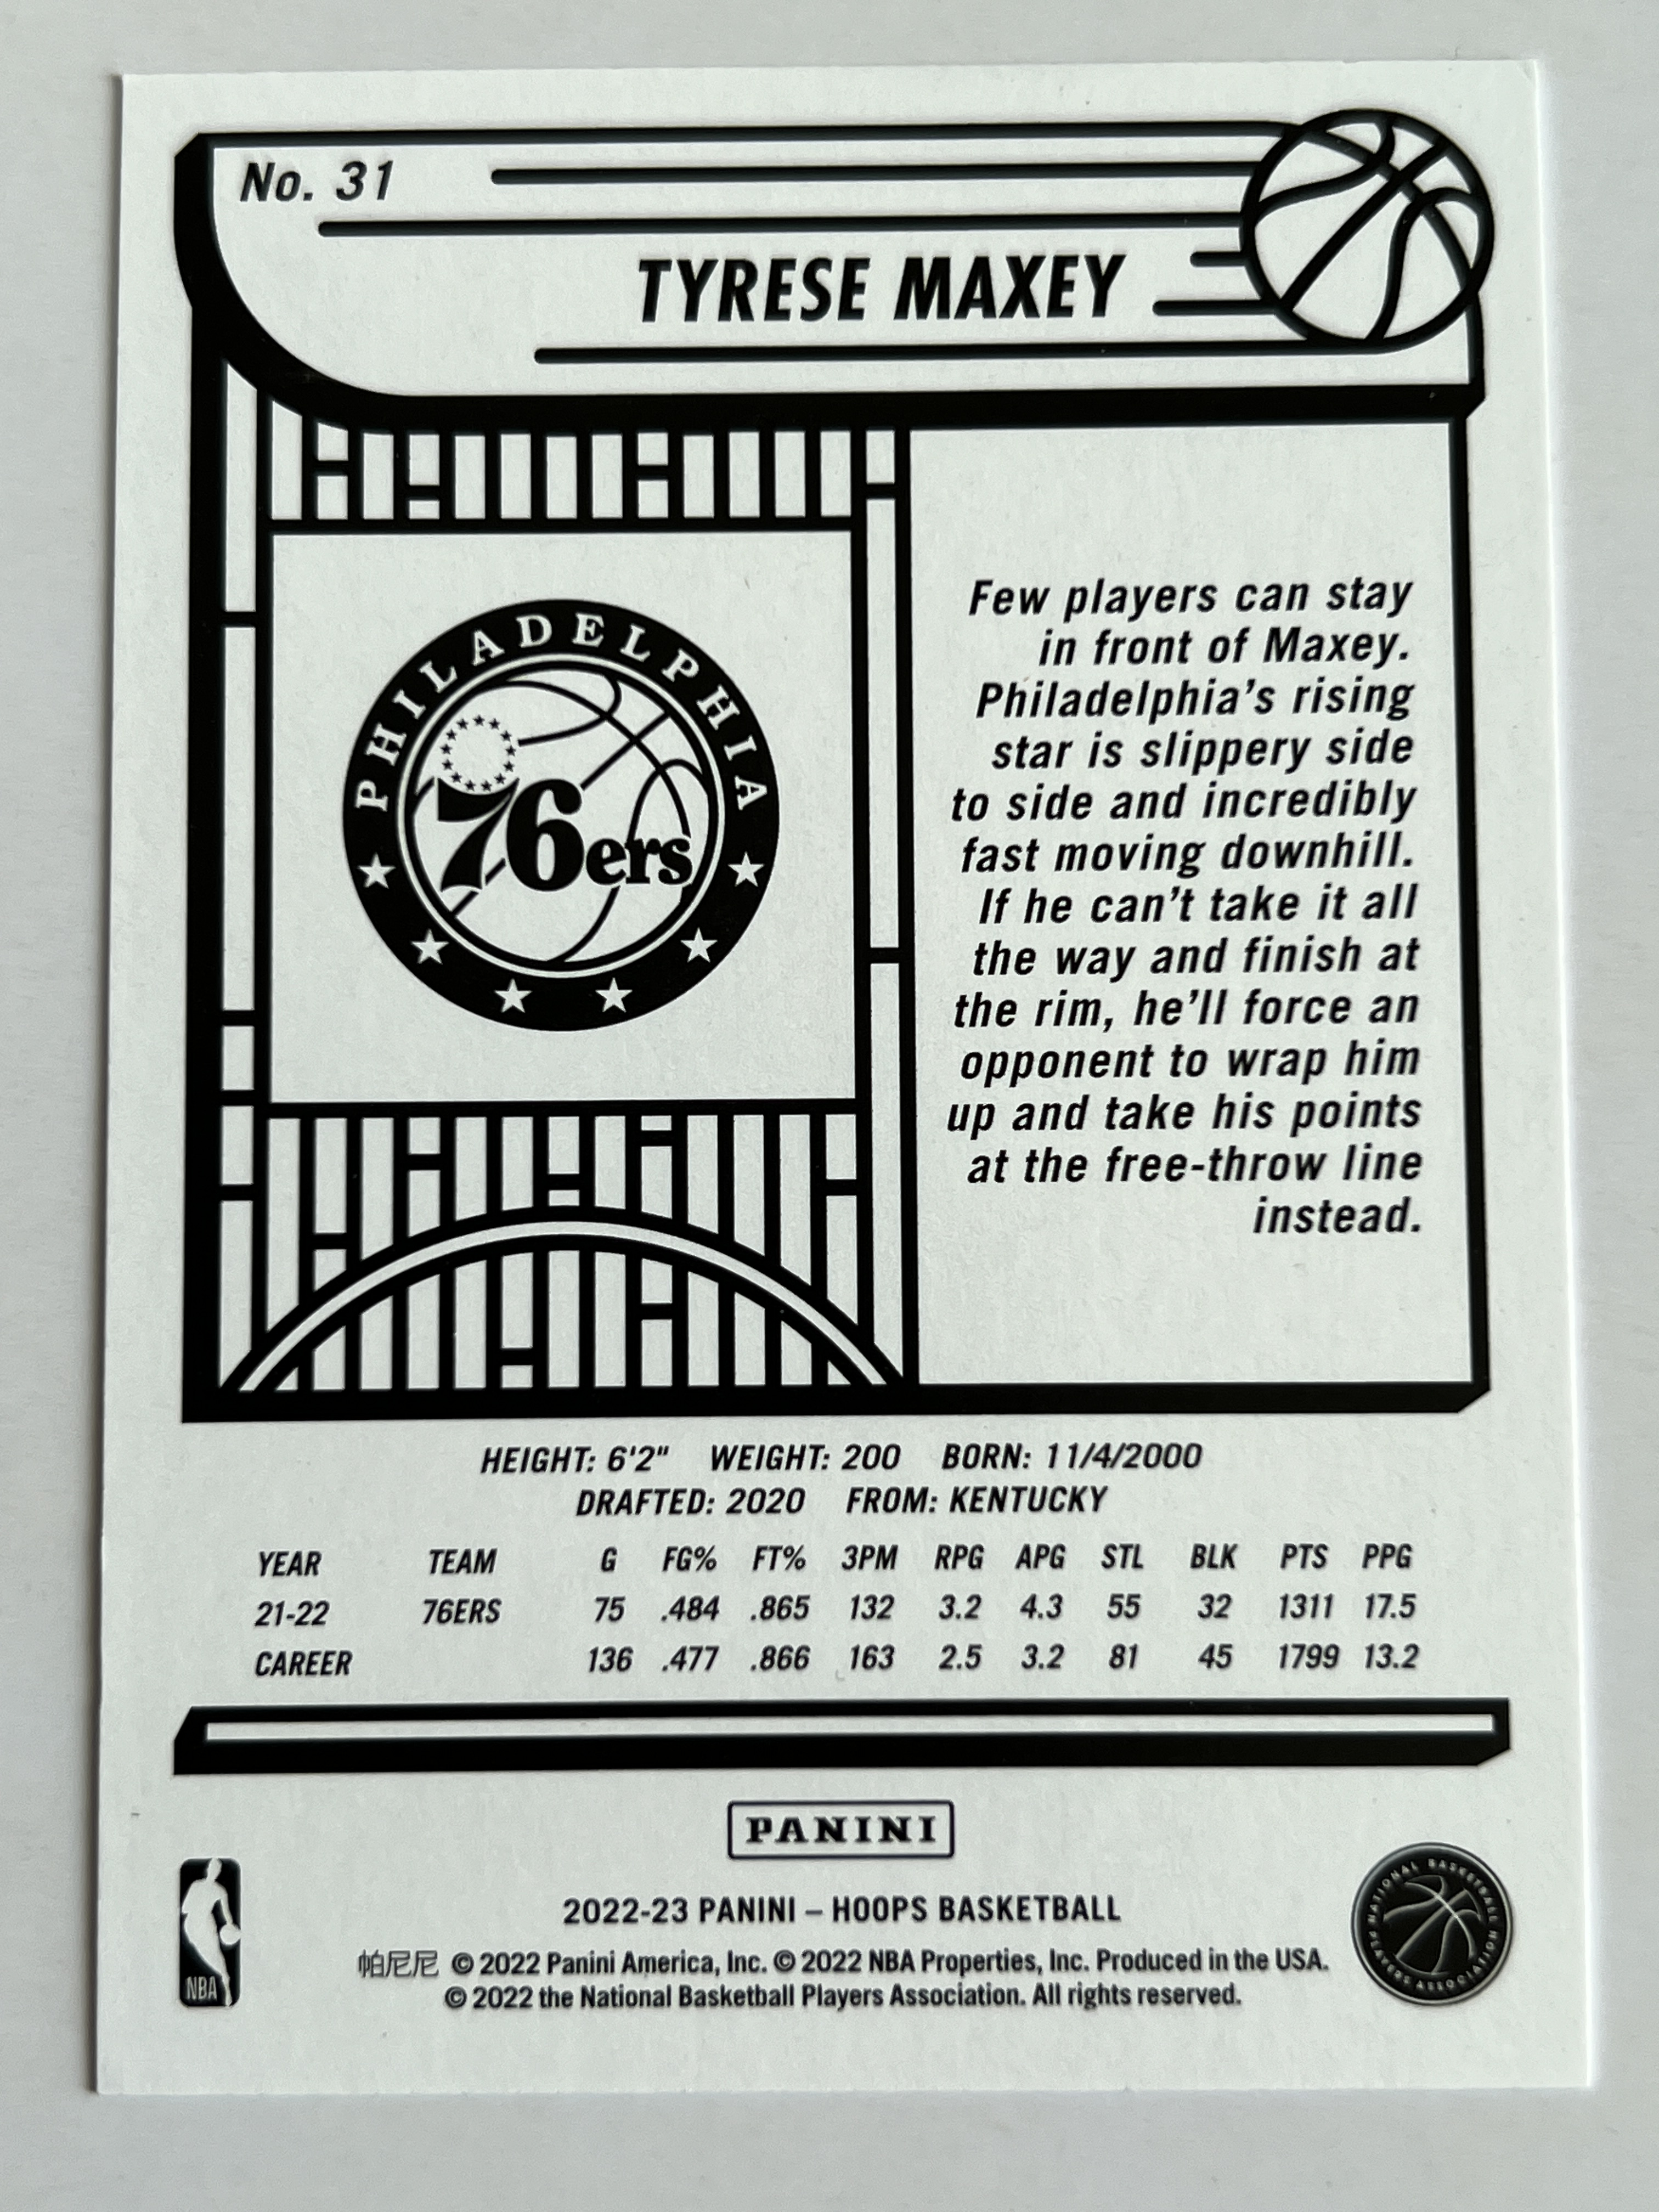 No. 31
TYRESE MAXEY
PHILADELPHIA
76ers
Few players can stay
in front of Maxey.
Philadelphia's rising
star is slippery side
to side and incredibly
fast moving downhill.
If he can't take it all
the way and finish at
the rim, he'll force an
opponent to wrap him
up and take his points
at the free-throw line
instead.
HEIGHT: 6'2" WEIGHT: 200 BORN: 11/4/2000
DRAFTED: 2020 FROM: KENTUCKY
YEAR TEAM G FG% FT% 3PM RPG APG STL BLK PTS PPG
21-22 76ERS 75 .484 .865 132 3.2 4.3 55 32 1311 17.5
CAREER 136 .477 .866 163 2.5 3.2 81 45 1799 13.2
PANINI
NBA
NATIONAL BASKETBALL PLAYERS ASSOCIATION
2022-23 PANINI – HOOPS BASKETBALL
帕尼尼 © 2022 Panini America, Inc. © 2022 NBA Properties, Inc. Produced in the USA.
© 2022 the National Basketball Players Association. All rights reserved.